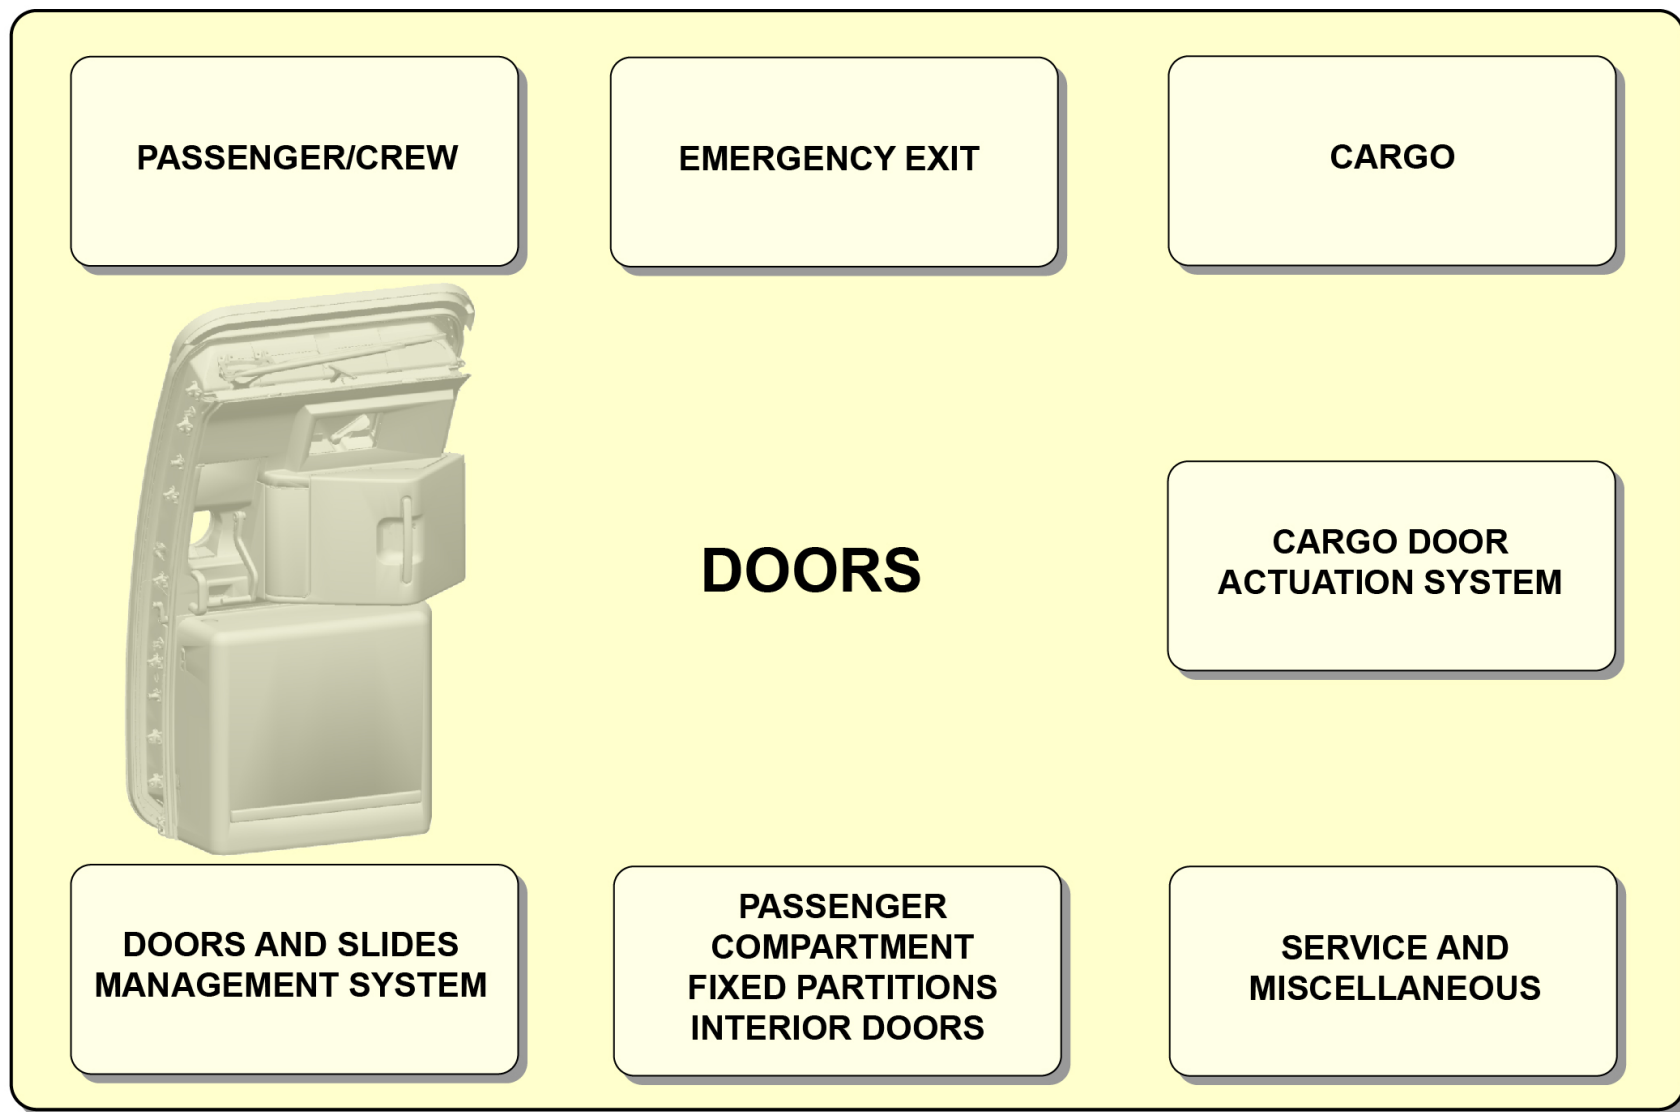 PASSENGER/CREW
EMERGENCY EXIT
CARGO
DOORS
CARGO DOOR
ACTUATION SYSTEM
DOORS AND SLIDES
MANAGEMENT SYSTEM
PASSENGER
COMPARTMENT
FIXED PARTITIONS
INTERIOR DOORS
SERVICE AND
MISCELLANEOUS